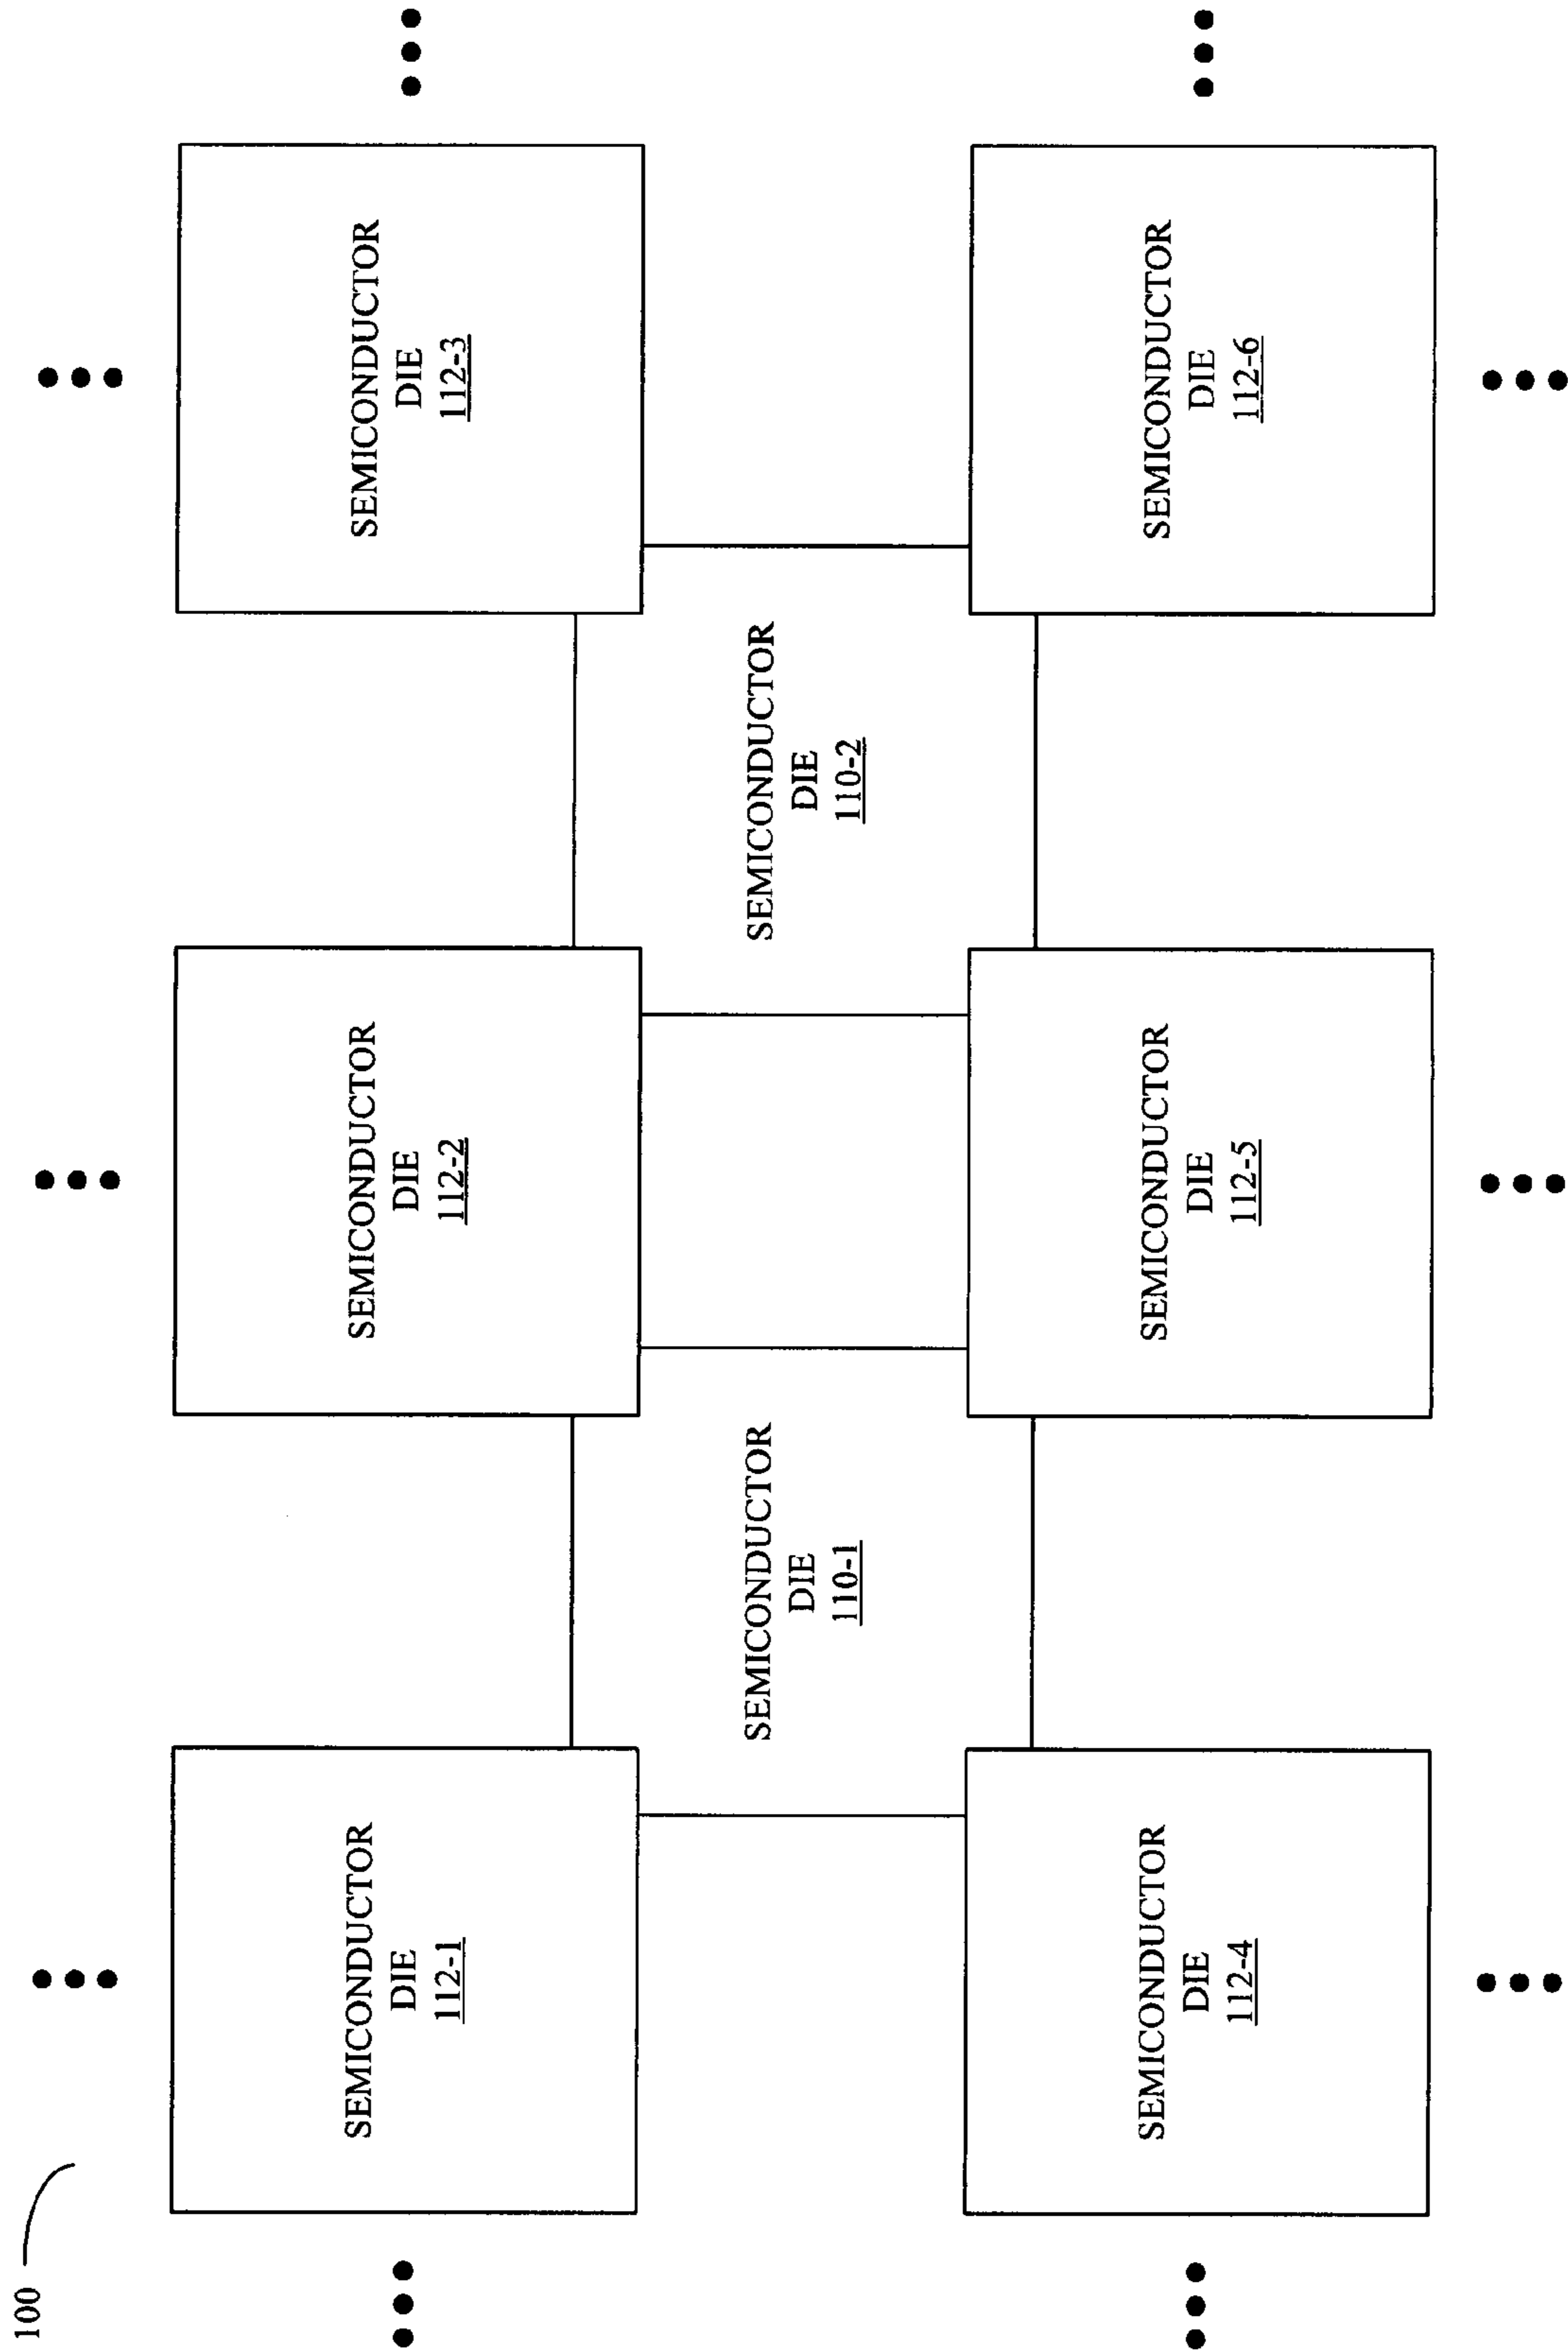 100
SEMICONDUCTOR
DIE
112-1
SEMICONDUCTOR
DIE
112-2
SEMICONDUCTOR
DIE
112-3
SEMICONDUCTOR
DIE
110-1
SEMICONDUCTOR
DIE
110-2
SEMICONDUCTOR
DIE
112-4
SEMICONDUCTOR
DIE
112-5
SEMICONDUCTOR
DIE
112-6